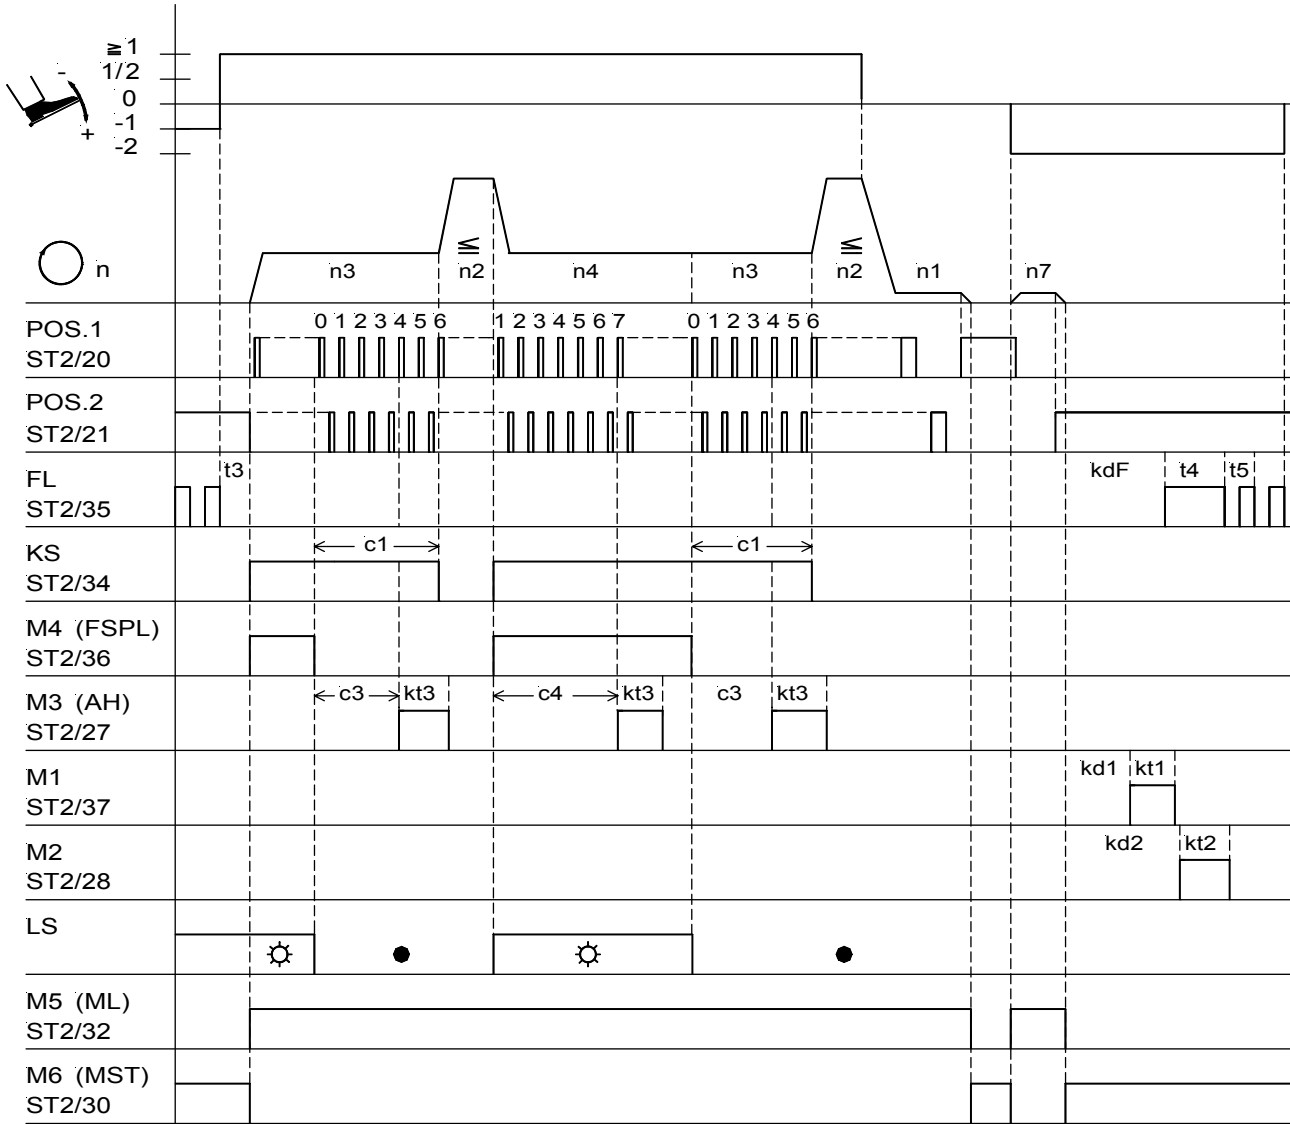 ≧ 1
1/2
-
0
-1
+
-2
n
n3
≦
n2
n4
n3
≦
n2
n1
n7
POS.1
ST2/20
0 1 2 3 4 5 6
1 2 3 4 5 6 7
0 1 2 3 4 5 6
POS.2
ST2/21
FL
ST2/35
t3
kdF
t4
t5
KS
ST2/34
c1
c1
M4 (FSPL)
ST2/36
M3 (AH)
ST2/27
c3
kt3
c4
kt3
c3
kt3
M1
ST2/37
kd1
kt1
M2
ST2/28
kd2
kt2
LS
M5 (ML)
ST2/32
M6 (MST)
ST2/30